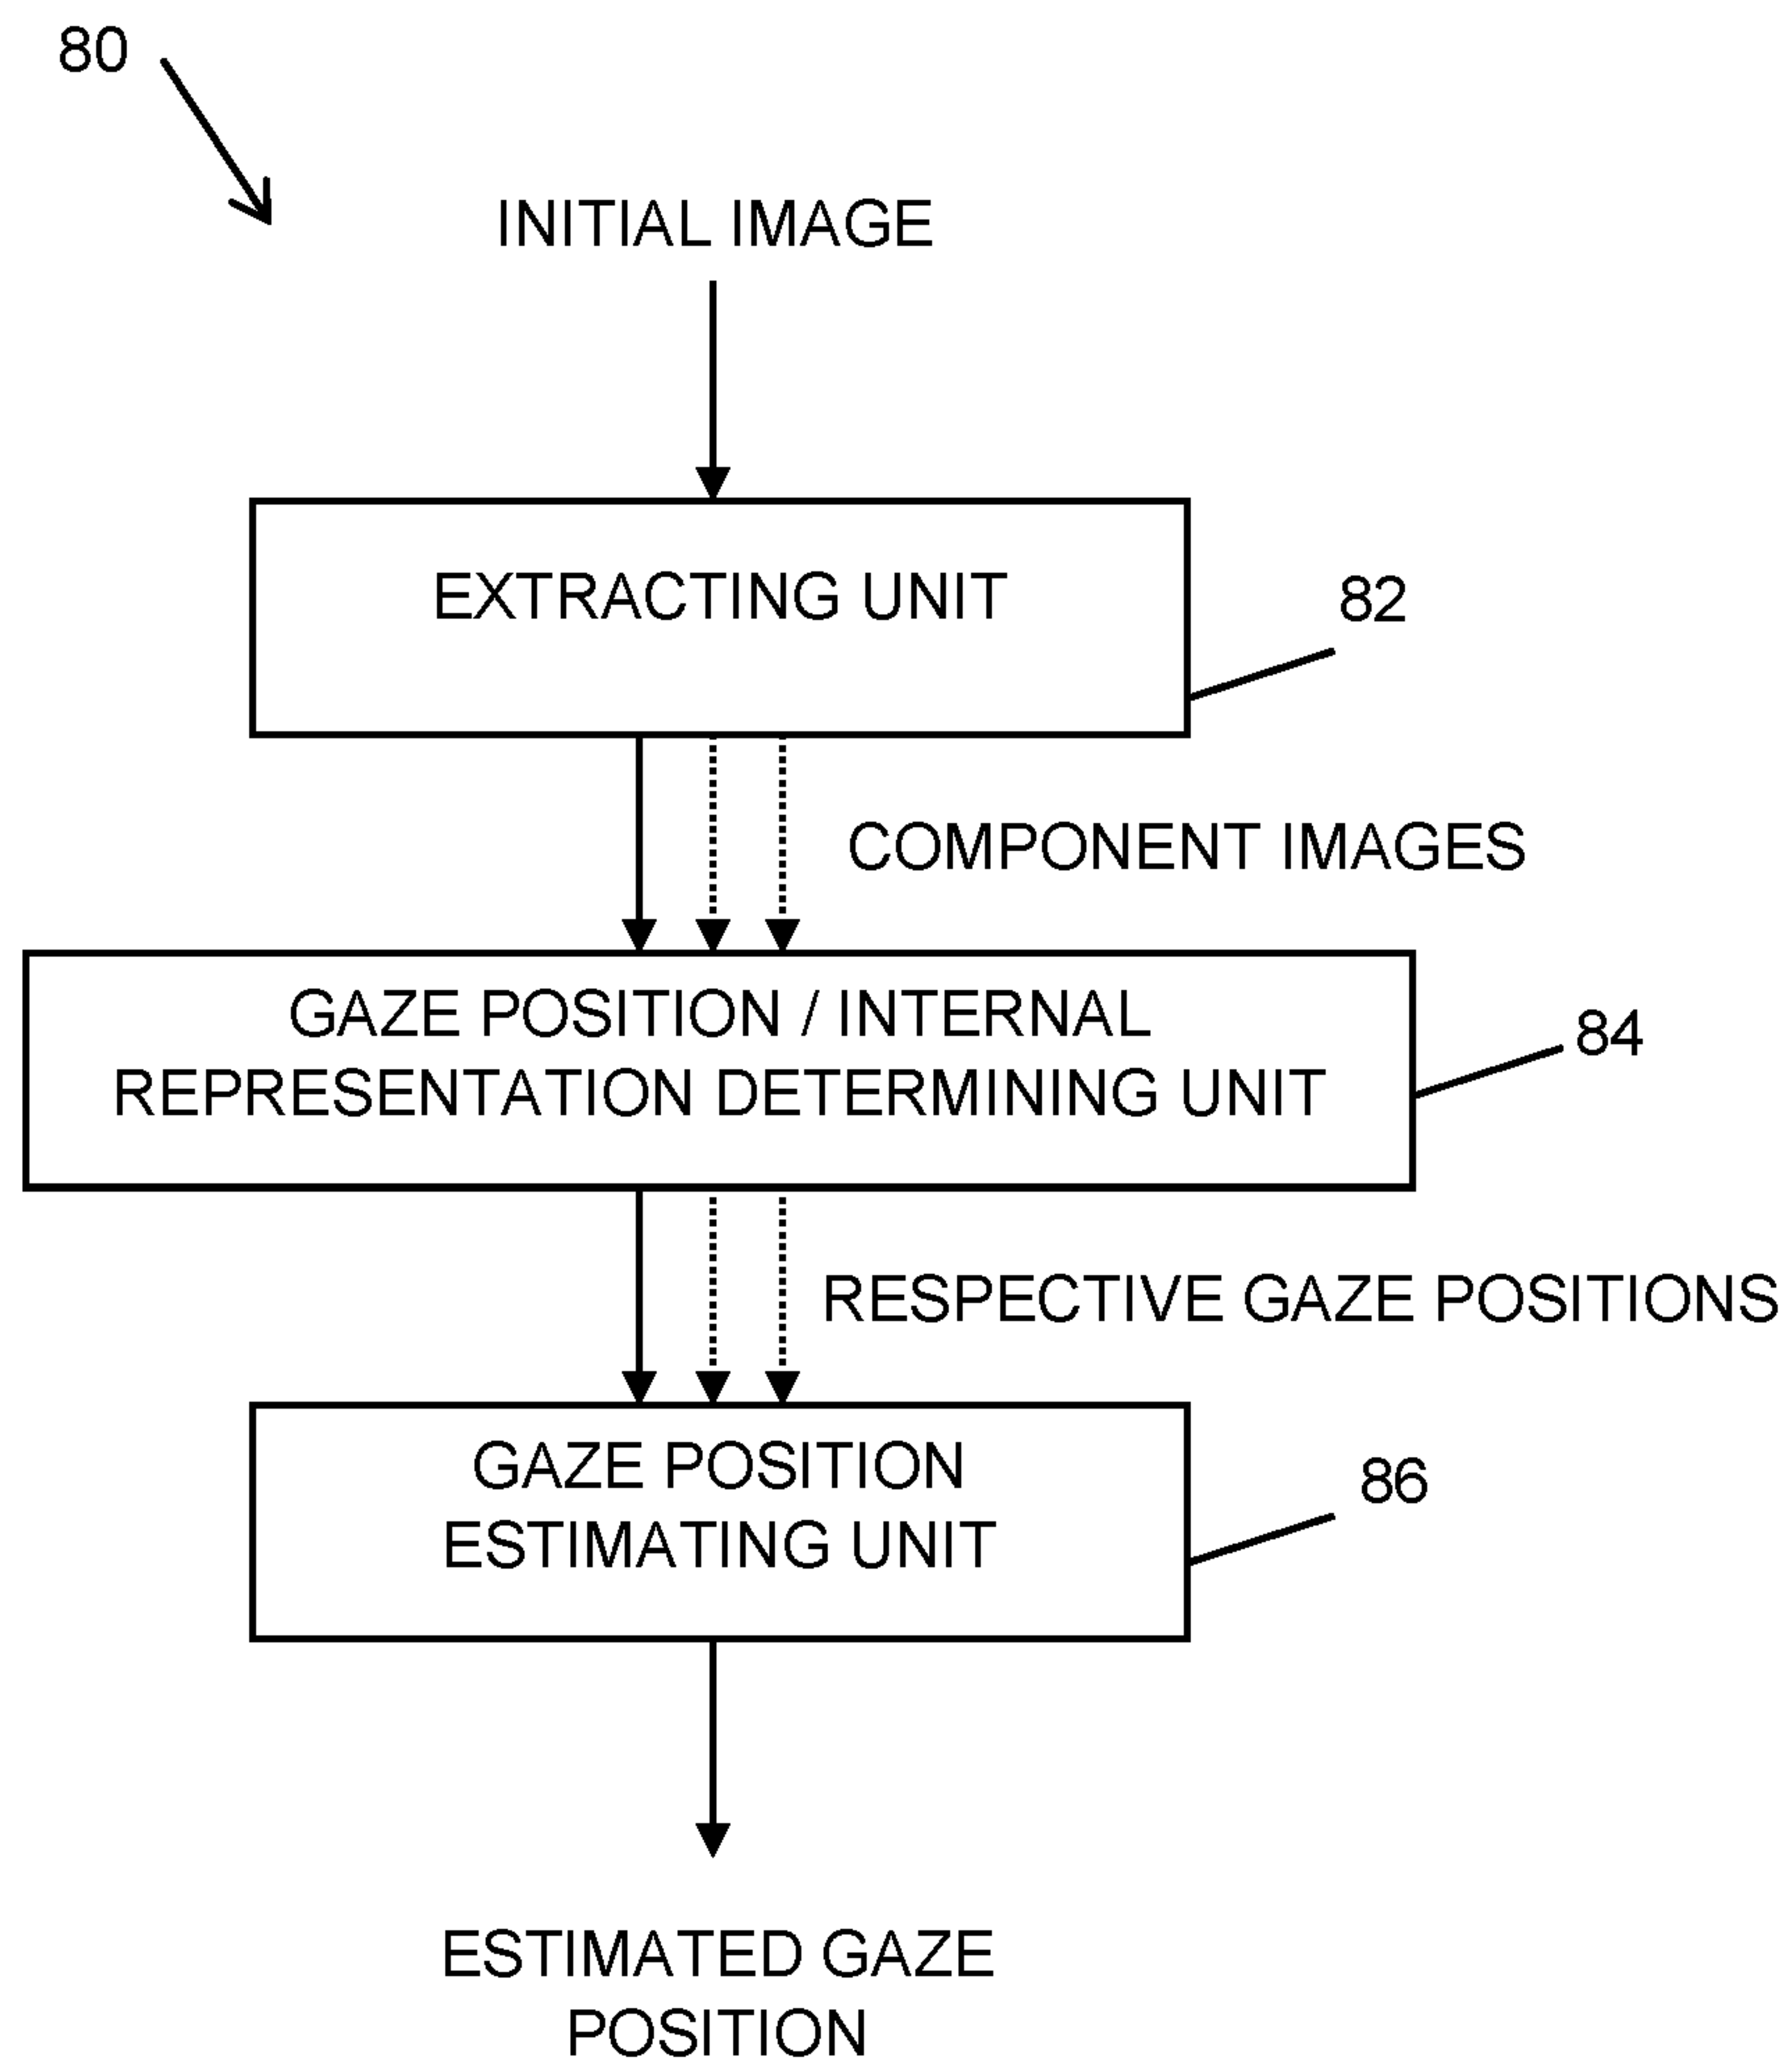 80
INITIAL IMAGE
EXTRACTING UNIT
82
COMPONENT IMAGES
GAZE POSITION / INTERNAL
REPRESENTATION DETERMINING UNIT
84
RESPECTIVE GAZE POSITIONS
GAZE POSITION
ESTIMATING UNIT
86
ESTIMATED GAZE
POSITION